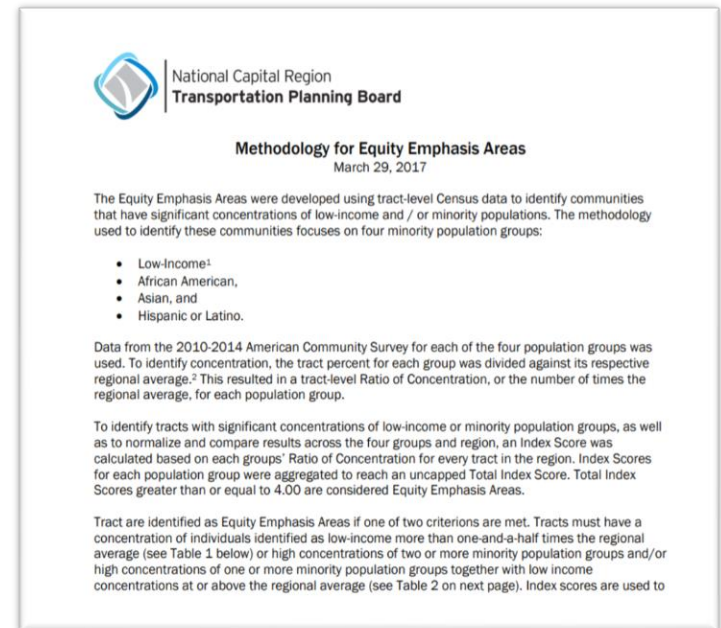 National Capital Region
Transportation Planning Board
Methodology for Equity Emphasis Areas
March 29, 2017
The Equity Emphasis Areas were developed using tract-level Census data to identify communities
that have significant concentrations of low-income and / or minority populations. The methodology
used to identify these communities focuses on four minority population groups:
• Low-Income¹
• African American,
• Asian, and
• Hispanic or Latino.
Data from the 2010-2014 American Community Survey for each of the four population groups was
used. To identify concentration, the tract percent for each group was divided against its respective
regional average.² This resulted in a tract-level Ratio of Concentration, or the number of times the
regional average, for each population group.
To identify tracts with significant concentrations of low-income or minority population groups, as well
as to normalize and compare results across the four groups and region, an Index Score was
calculated based on each groups' Ratio of Concentration for every tract in the region. Index Scores
for each population group were aggregated to reach an uncapped Total Index Score. Total Index
Scores greater than or equal to 4.00 are considered Equity Emphasis Areas.
Tract are identified as Equity Emphasis Areas if one of two criterions are met. Tracts must have a
concentration of individuals identified as low-income more than one-and-a-half times the regional
average (see Table 1 below) or high concentrations of two or more minority population groups and/or
high concentrations of one or more minority population groups together with low income
concentrations at or above the regional average (see Table 2 on next page). Index scores are used to